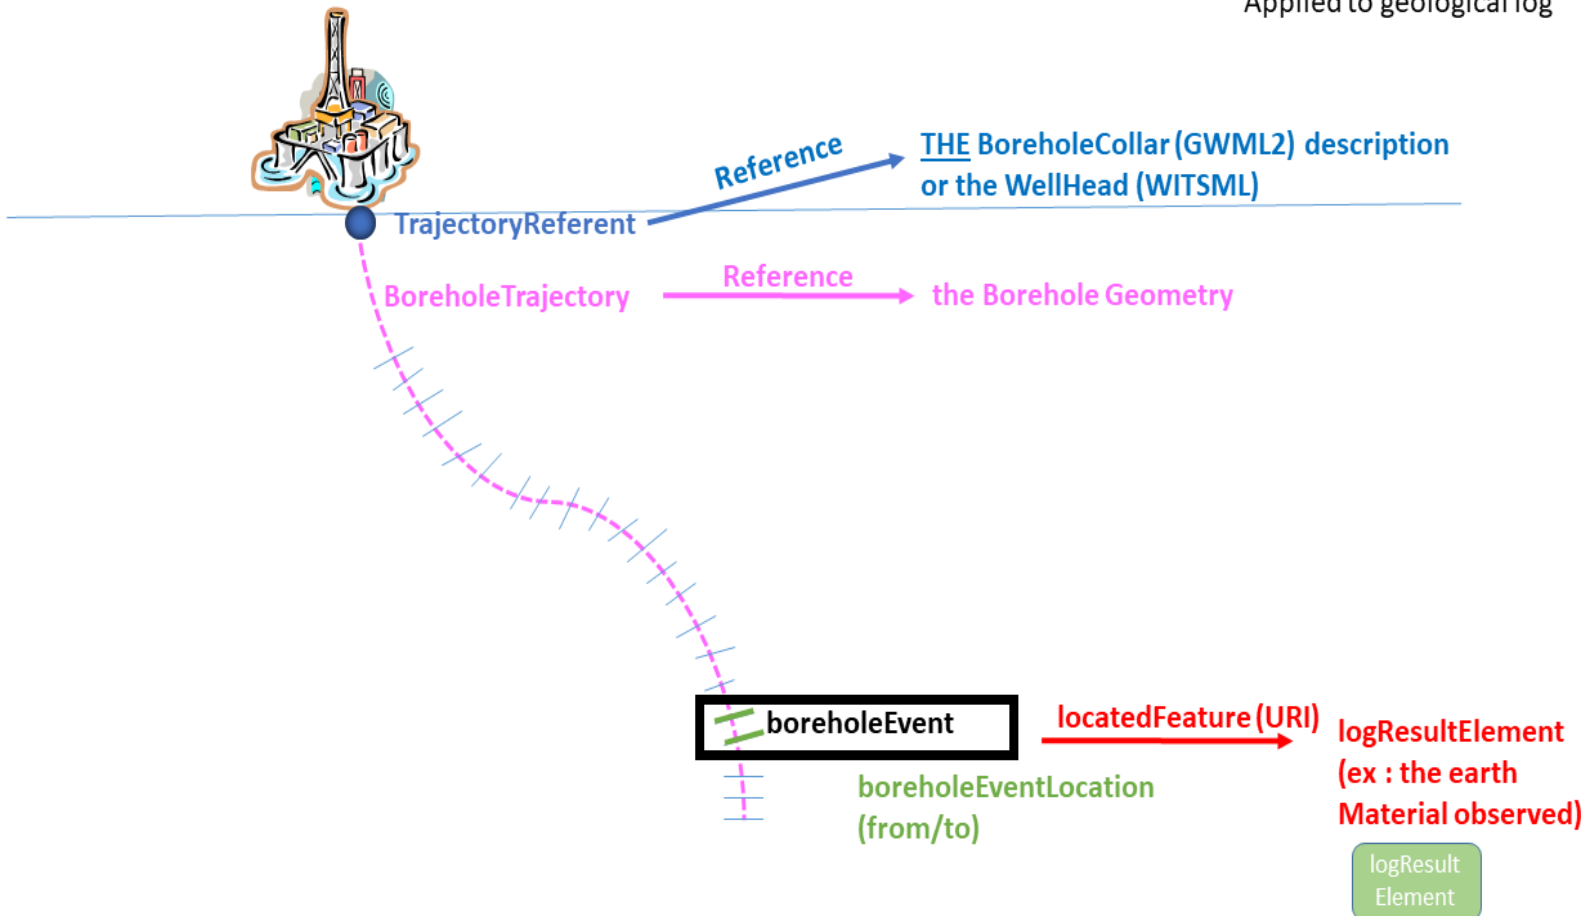 Applied to geological log
Reference
THE BoreholeCollar (GWML2) description
or the WellHead (WITSML)
TrajectoryReferent
Reference
BoreholeTrajectory
the Borehole Geometry
boreholeEvent
locatedFeature (URI)
logResultElement
(ex : the earth
Material observed)
boreholeEventLocation
(from/to)
logResult
Element